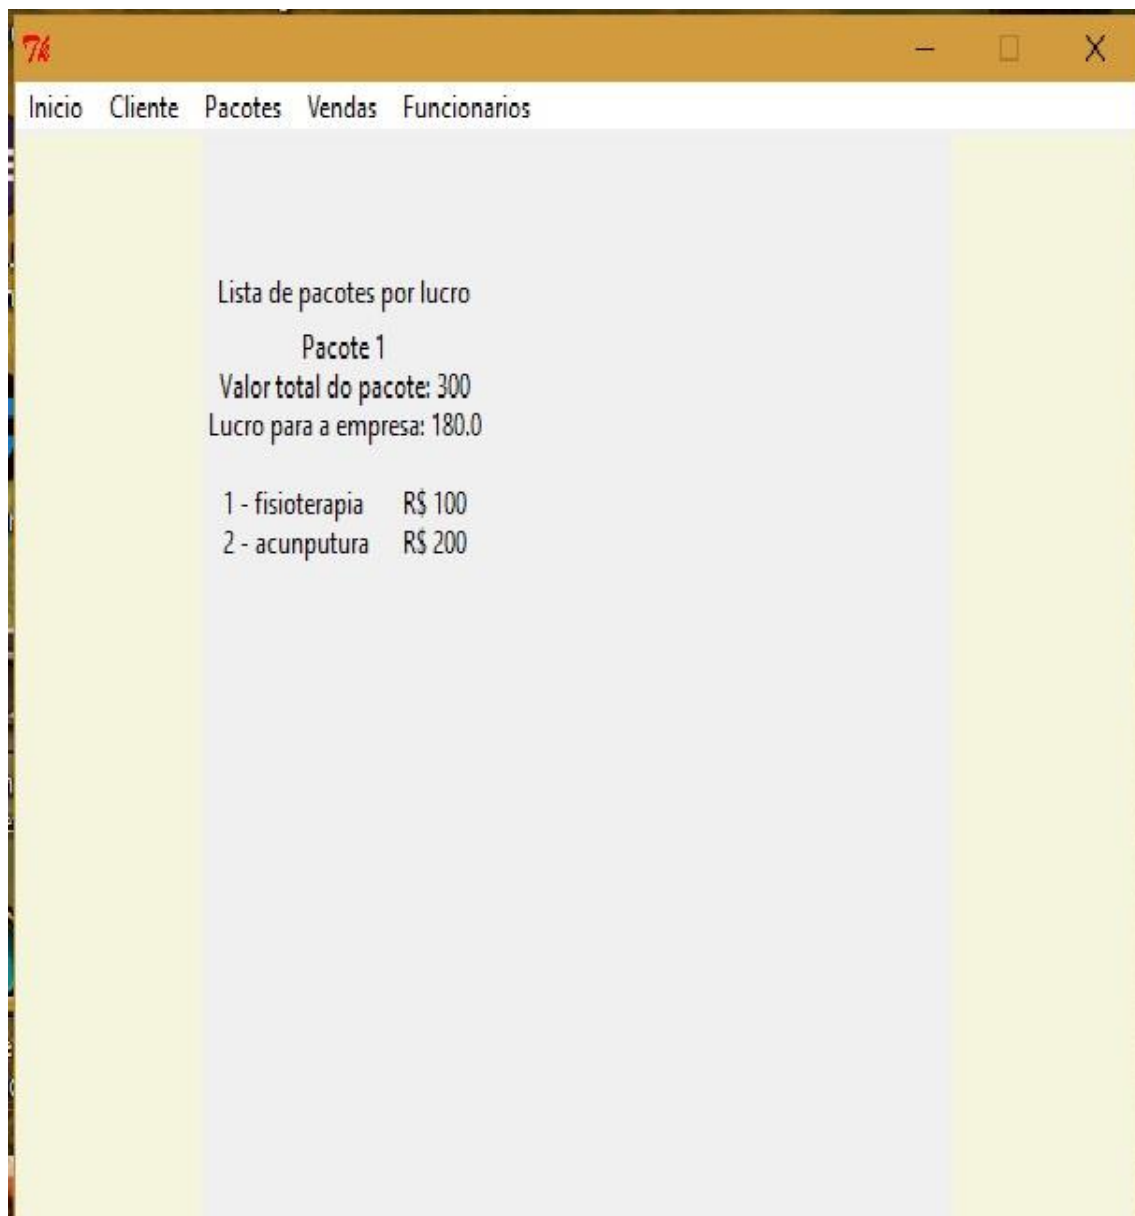 Tk
Inicio Cliente Pacotes Vendas Funcionarios
Lista de pacotes por lucro
Pacote 1
Valor total do pacote: 300
Lucro para a empresa: 180.0
1 - fisioterapia R$ 100
2 - acunputura R$ 200